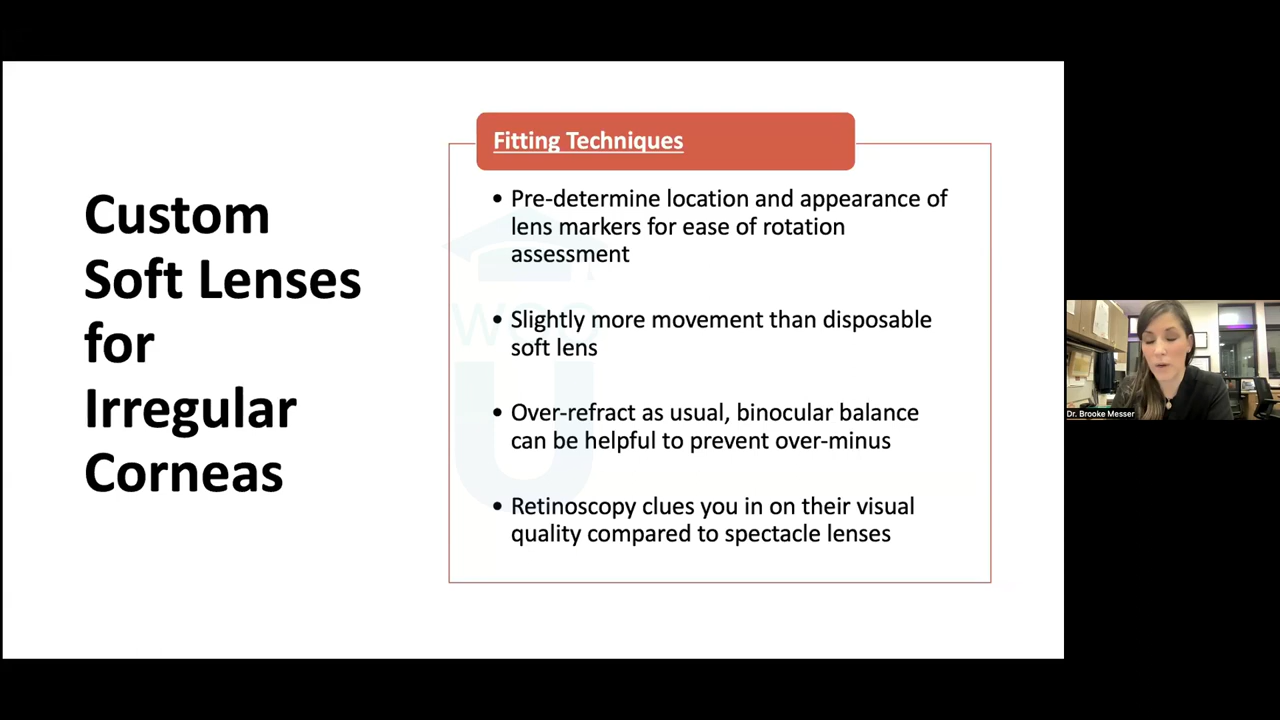 Custom
Soft Lenses
for
Irregular
Corneas
Fitting Techniques
• Pre-determine location and appearance of
lens markers for ease of rotation
assessment
• Slightly more movement than disposable
soft lens
• Over-refract as usual, binocular balance
can be helpful to prevent over-minus
• Retinoscopy clues you in on their visual
quality compared to spectacle lenses
Dr. Brooke Messer